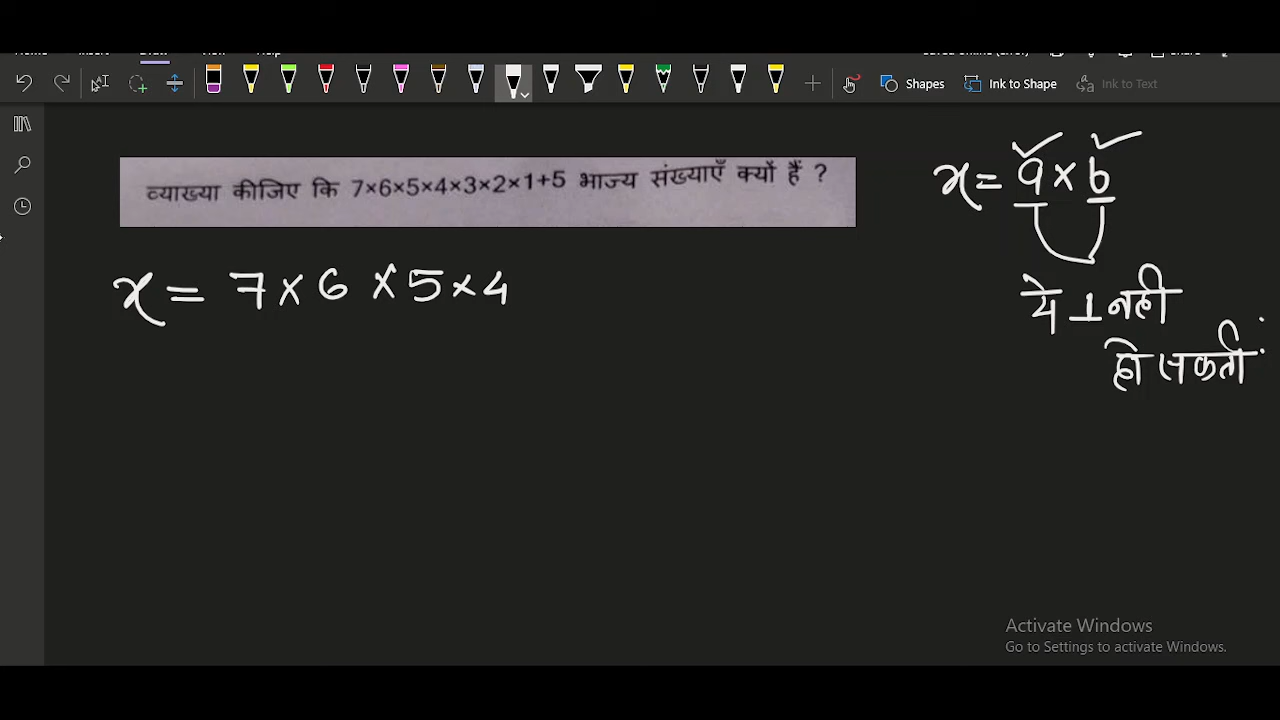 Shapes Ink to Shape Ink to Text
व्याख्या कीजिए कि 7×6×5×4×3×2×1+5 भाज्य संख्याएँ क्यों हैं ?
x = a × b
x = 7 × 6 × 5 × 4
ये 1 नही
हो सकती
Activate Windows
Go to Settings to activate Windows.